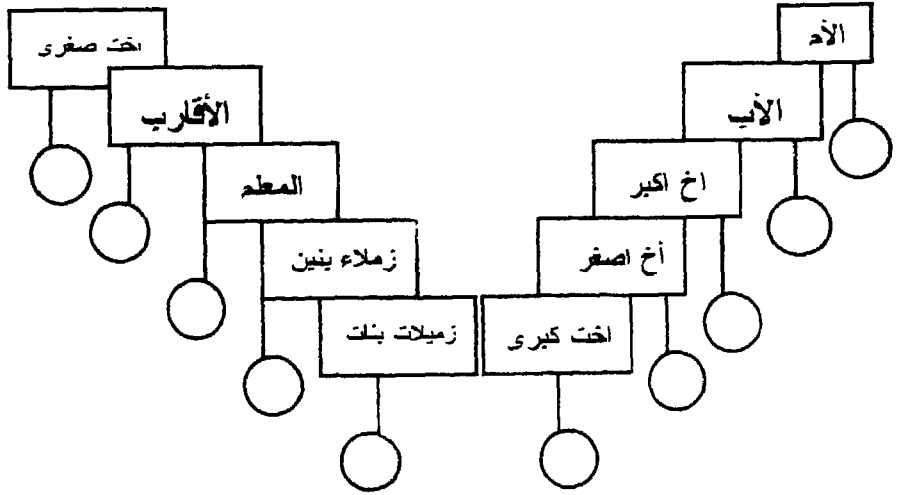 الأم
الأب
اخ اكبر
أخ اصغر
اخت كبرى
اخت صغرى
الأقارب
المعلم
زملاء بنين
زميلات بنات